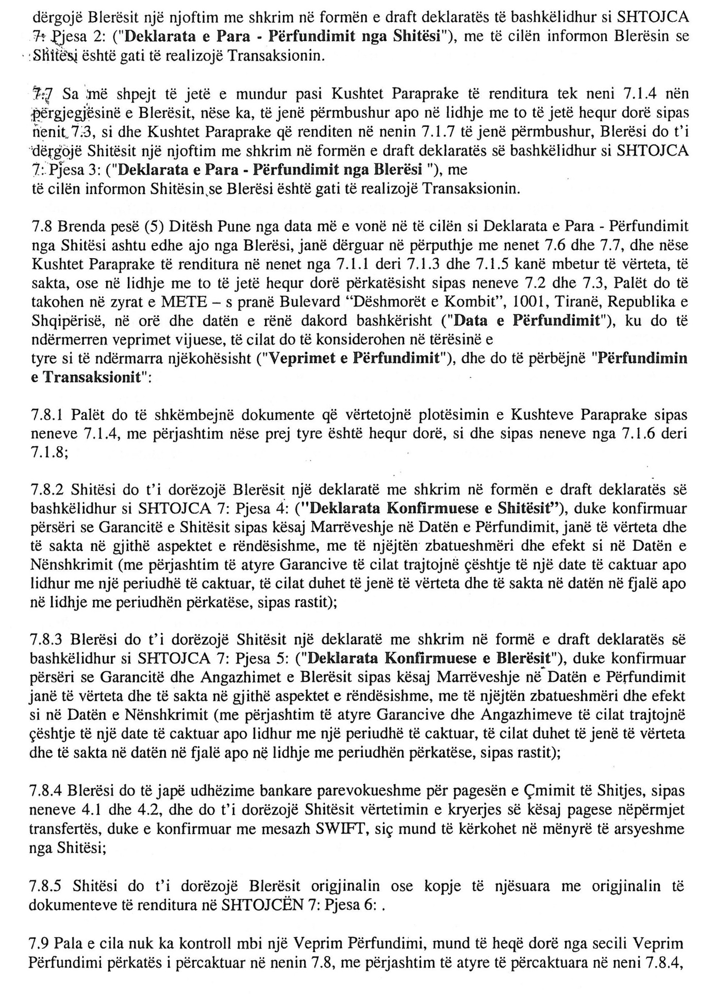 dërgojë Blerësit një njoftim me shkrim në formën e draft deklaratës të bashkëlidhur si SHTOJCA
7: Pjesa 2: ("Deklarata e Para - Përfundimit nga Shitësi"), me të cilën informon Blerësin se
Shitësi është gati të realizojë Transaksionin.
7.7 Sa më shpejt të jetë e mundur pasi Kushtet Paraprake të renditura tek neni 7.1.4 nën
përgjegjësinë e Blerësit, nëse ka, të jenë përmbushur apo në lidhje me to të jetë hequr dorë sipas
nenit 7.3, si dhe Kushtet Paraprake që renditen në nenin 7.1.7 të jenë përmbushur, Blerësi do t’i
dërgojë Shitësit një njoftim me shkrim në formën e draft deklaratës së bashkëlidhur si SHTOJCA
7: Pjesa 3: ("Deklarata e Para - Përfundimit nga Blerësi "), me
të cilën informon Shitësin se Blerësi është gati të realizojë Transaksionin.
7.8 Brenda pesë (5) Ditësh Pune nga data më e vonë në të cilën si Deklarata e Para - Përfundimit
nga Shitësi ashtu edhe ajo nga Blerësi, janë dërguar në përputhje me nenet 7.6 dhe 7.7, dhe nëse
Kushtet Paraprake të renditura në nenet nga 7.1.1 deri 7.1.3 dhe 7.1.5 kanë mbetur të vërteta, të
sakta, ose në lidhje me to të jetë hequr dorë përkatësisht sipas neneve 7.2 dhe 7.3, Palët do të
takohen në zyrat e METE – s pranë Bulevard “Dëshmorët e Kombit”, 1001, Tiranë, Republika e
Shqipërisë, në orë dhe datën e rënë dakord bashkërisht ("Data e Përfundimit"), ku do të
ndërmerren veprimet vijuese, të cilat do të konsiderohen në tërësinë e
tyre si të ndërmarra njëkohësisht ("Veprimet e Përfundimit"), dhe do të përbëjnë "Përfundimin
e Transaksionit":
7.8.1 Palët do të shkëmbejnë dokumente që vërtetojnë plotësimin e Kushteve Paraprake sipas
neneve 7.1.4, me përjashtim nëse prej tyre është hequr dorë, si dhe sipas neneve nga 7.1.6 deri
7.1.8;
7.8.2 Shitësi do t’i dorëzojë Blerësit një deklaratë me shkrim në formën e draft deklaratës së
bashkëlidhur si SHTOJCA 7: Pjesa 4: ("Deklarata Konfirmuese e Shitësit”), duke konfirmuar
përsëri se Garancitë e Shitësit sipas kësaj Marrëveshje në Datën e Përfundimit, janë të vërteta dhe
të sakta në gjithë aspektet e rëndësishme, me të njëjtën zbatueshmëri dhe efekt si në Datën e
Nënshkrimit (me përjashtim të atyre Garancive të cilat trajtojnë çështje të një date të caktuar apo
lidhur me një periudhë të caktuar, të cilat duhet të jenë të vërteta dhe të sakta në datën në fjalë apo
në lidhje me periudhën përkatëse, sipas rastit);
7.8.3 Blerësi do t’i dorëzojë Shitësit një deklaratë me shkrim në formë e draft deklaratës së
bashkëlidhur si SHTOJCA 7: Pjesa 5: ("Deklarata Konfirmuese e Blerësit"), duke konfirmuar
përsëri se Garancitë dhe Angazhimet e Blerësit sipas kësaj Marrëveshje në Datën e Përfundimit
janë të vërteta dhe të sakta në gjithë aspektet e rëndësishme, me të njëjtën zbatueshmëri dhe efekt
si në Datën e Nënshkrimit (me përjashtim të atyre Garancive dhe Angazhimeve të cilat trajtojnë
çështje të një date të caktuar apo lidhur me një periudhë të caktuar, të cilat duhet të jenë të vërteta
dhe të sakta në datën në fjalë apo në lidhje me periudhën përkatëse, sipas rastit);
7.8.4 Blerësi do të japë udhëzime bankare parevokueshme për pagesën e Çmimit të Shitjes, sipas
neneve 4.1 dhe 4.2, dhe do t’i dorëzojë Shitësit vërtetimin e kryerjes së kësaj pagese nëpërmjet
transfertës, duke e konfirmuar me mesazh SWIFT, siç mund të kërkohet në mënyrë të arsyeshme
nga Shitësi;
7.8.5 Shitësi do t’i dorëzojë Blerësit origjinalin ose kopje të njësuara me origjinalin të
dokumenteve të renditura në SHTOJCËN 7: Pjesa 6: .
7.9 Pala e cila nuk ka kontroll mbi një Veprim Përfundimi, mund të heqë dorë nga secili Veprim
Përfundimi përkatës i përcaktuar në nenin 7.8, me përjashtim të atyre të përcaktuara në neni 7.8.4,